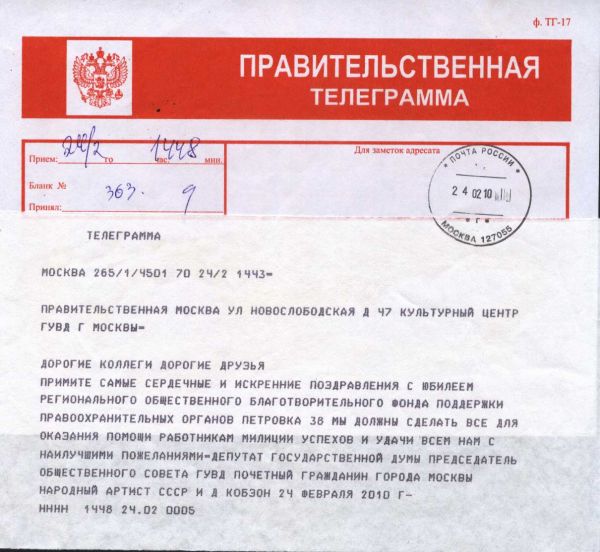 ф. ТГ-17
ПРАВИТЕЛЬСТВЕННАЯ
ТЕЛЕГРАММА
Прием: 24/2 го 1448 час. мин.
Бланк № 363. 9
Принял:
Для заметок адресата
* ПОЧТА РОССИИ *
24 02 10
* Г *
МОСКВА 127055
ТЕЛЕГРАММА
МОСКВА 265/1/4501 70 24/2 1443=
ПРАВИТЕЛЬСТВЕННАЯ МОСКВА УЛ НОВОСЛОБОДСКАЯ Д 47 КУЛЬТУРНЫЙ ЦЕНТР
ГУВД Г МОСКВЫ=
ДОРОГИЕ КОЛЛЕГИ ДОРОГИЕ ДРУЗЬЯ
ПРИМИТЕ САМЫЕ СЕРДЕЧНЫЕ И ИСКРЕННИЕ ПОЗДРАВЛЕНИЯ С ЮБИЛЕЕМ
РЕГИОНАЛЬНОГО ОБЩЕСТВЕННОГО БЛАГОТВОРИТЕЛЬНОГО ФОНДА ПОДДЕРЖКИ
ПРАВООХРАНИТЕЛЬНЫХ ОРГАНОВ ПЕТРОВКА 38 МЫ ДОЛЖНЫ СДЕЛАТЬ ВСЕ ДЛЯ
ОКАЗАНИЯ ПОМОЩИ РАБОТНИКАМ МИЛИЦИИ УСПЕХОВ И УДАЧИ ВСЕМ НАМ С
НАИЛУЧШИМИ ПОЖЕЛАНИЯМИ=ДЕПУТАТ ГОСУДАРСТВЕННОЙ ДУМЫ ПРЕДСЕДАТЕЛЬ
ОБЩЕСТВЕННОГО СОВЕТА ГУВД ПОЧЕТНЫЙ ГРАЖДАНИН ГОРОДА МОСКВЫ
НАРОДНЫЙ АРТИСТ СССР И Д КОБЗОН 24 ФЕВРАЛЯ 2010 Г-
НННН 1448 24.02 0005